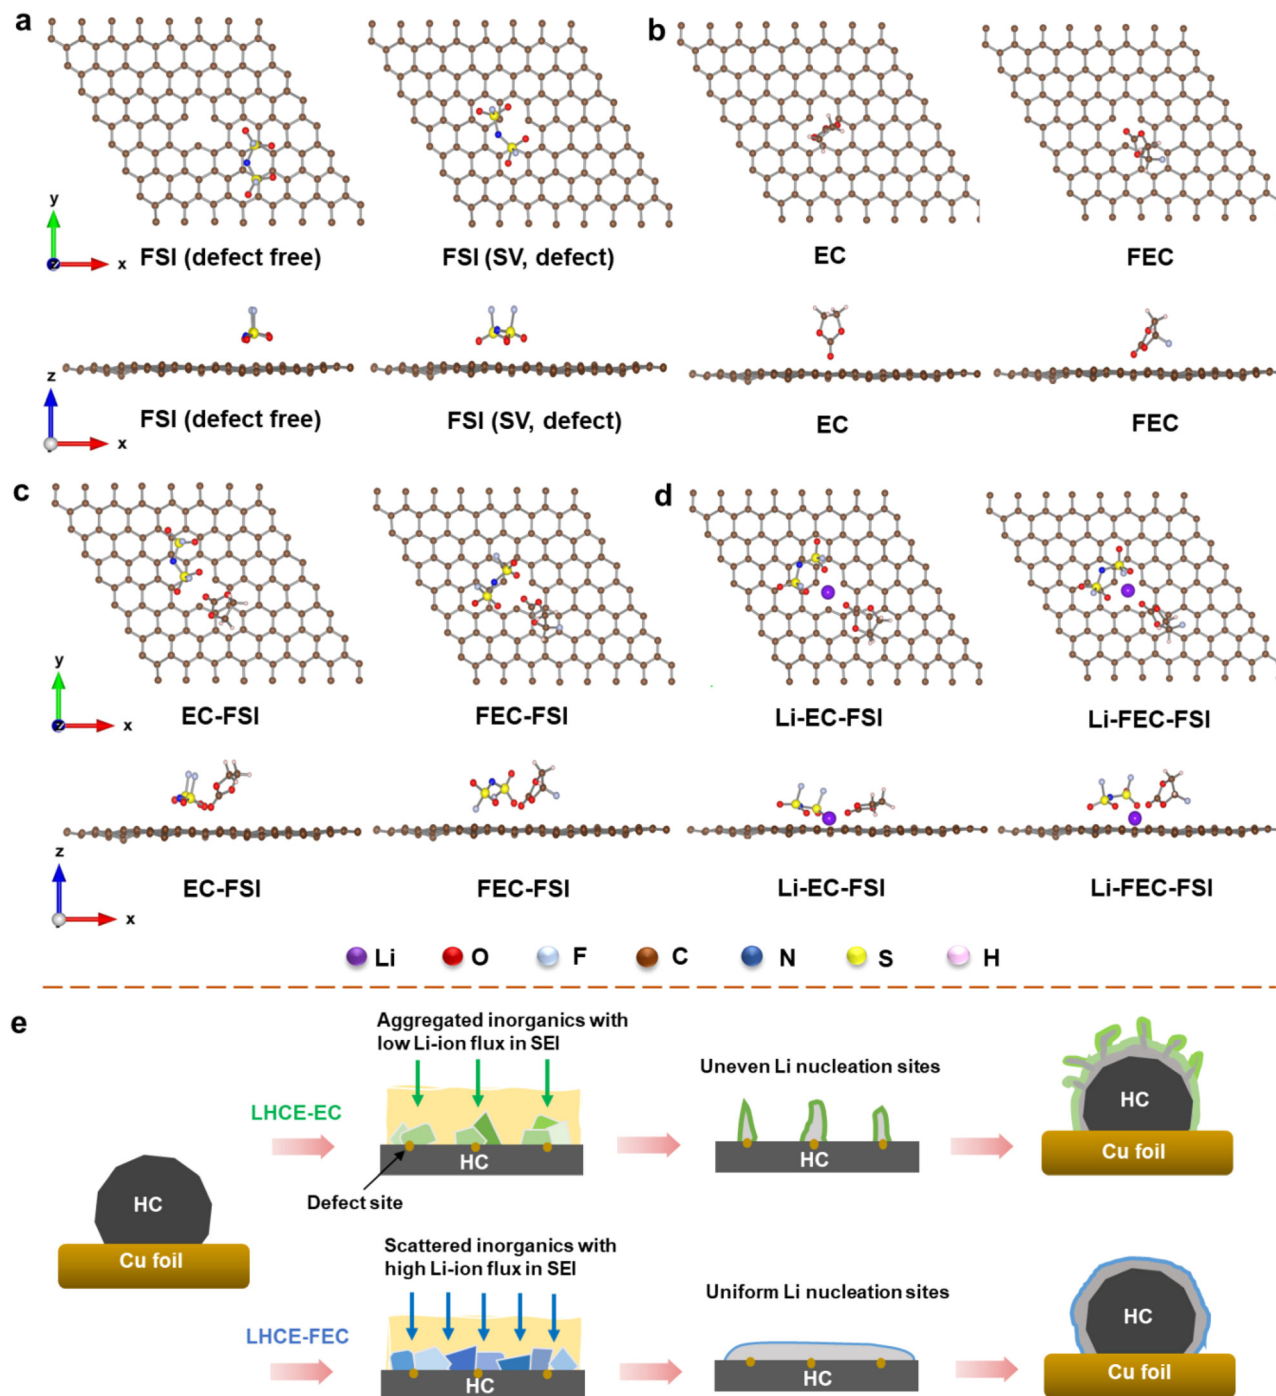 a
b
y
z
x
FSI (defect free)
FSI (SV, defect)
EC
FEC
z
x
FSI (defect free)
FSI (SV, defect)
EC
FEC
c
d
y
z
x
EC-FSI
FEC-FSI
Li-EC-FSI
Li-FEC-FSI
z
x
EC-FSI
FEC-FSI
Li-EC-FSI
Li-FEC-FSI
Li
O
F
C
N
S
H
e
Aggregated inorganics with
low Li-ion flux in SEI
Uneven Li nucleation sites
LHCE-EC
HC
HC
HC
Cu foil
Defect site
HC
Cu foil
Scattered inorganics with
high Li-ion flux in SEI
Uniform Li nucleation sites
LHCE-FEC
HC
HC
HC
Cu foil